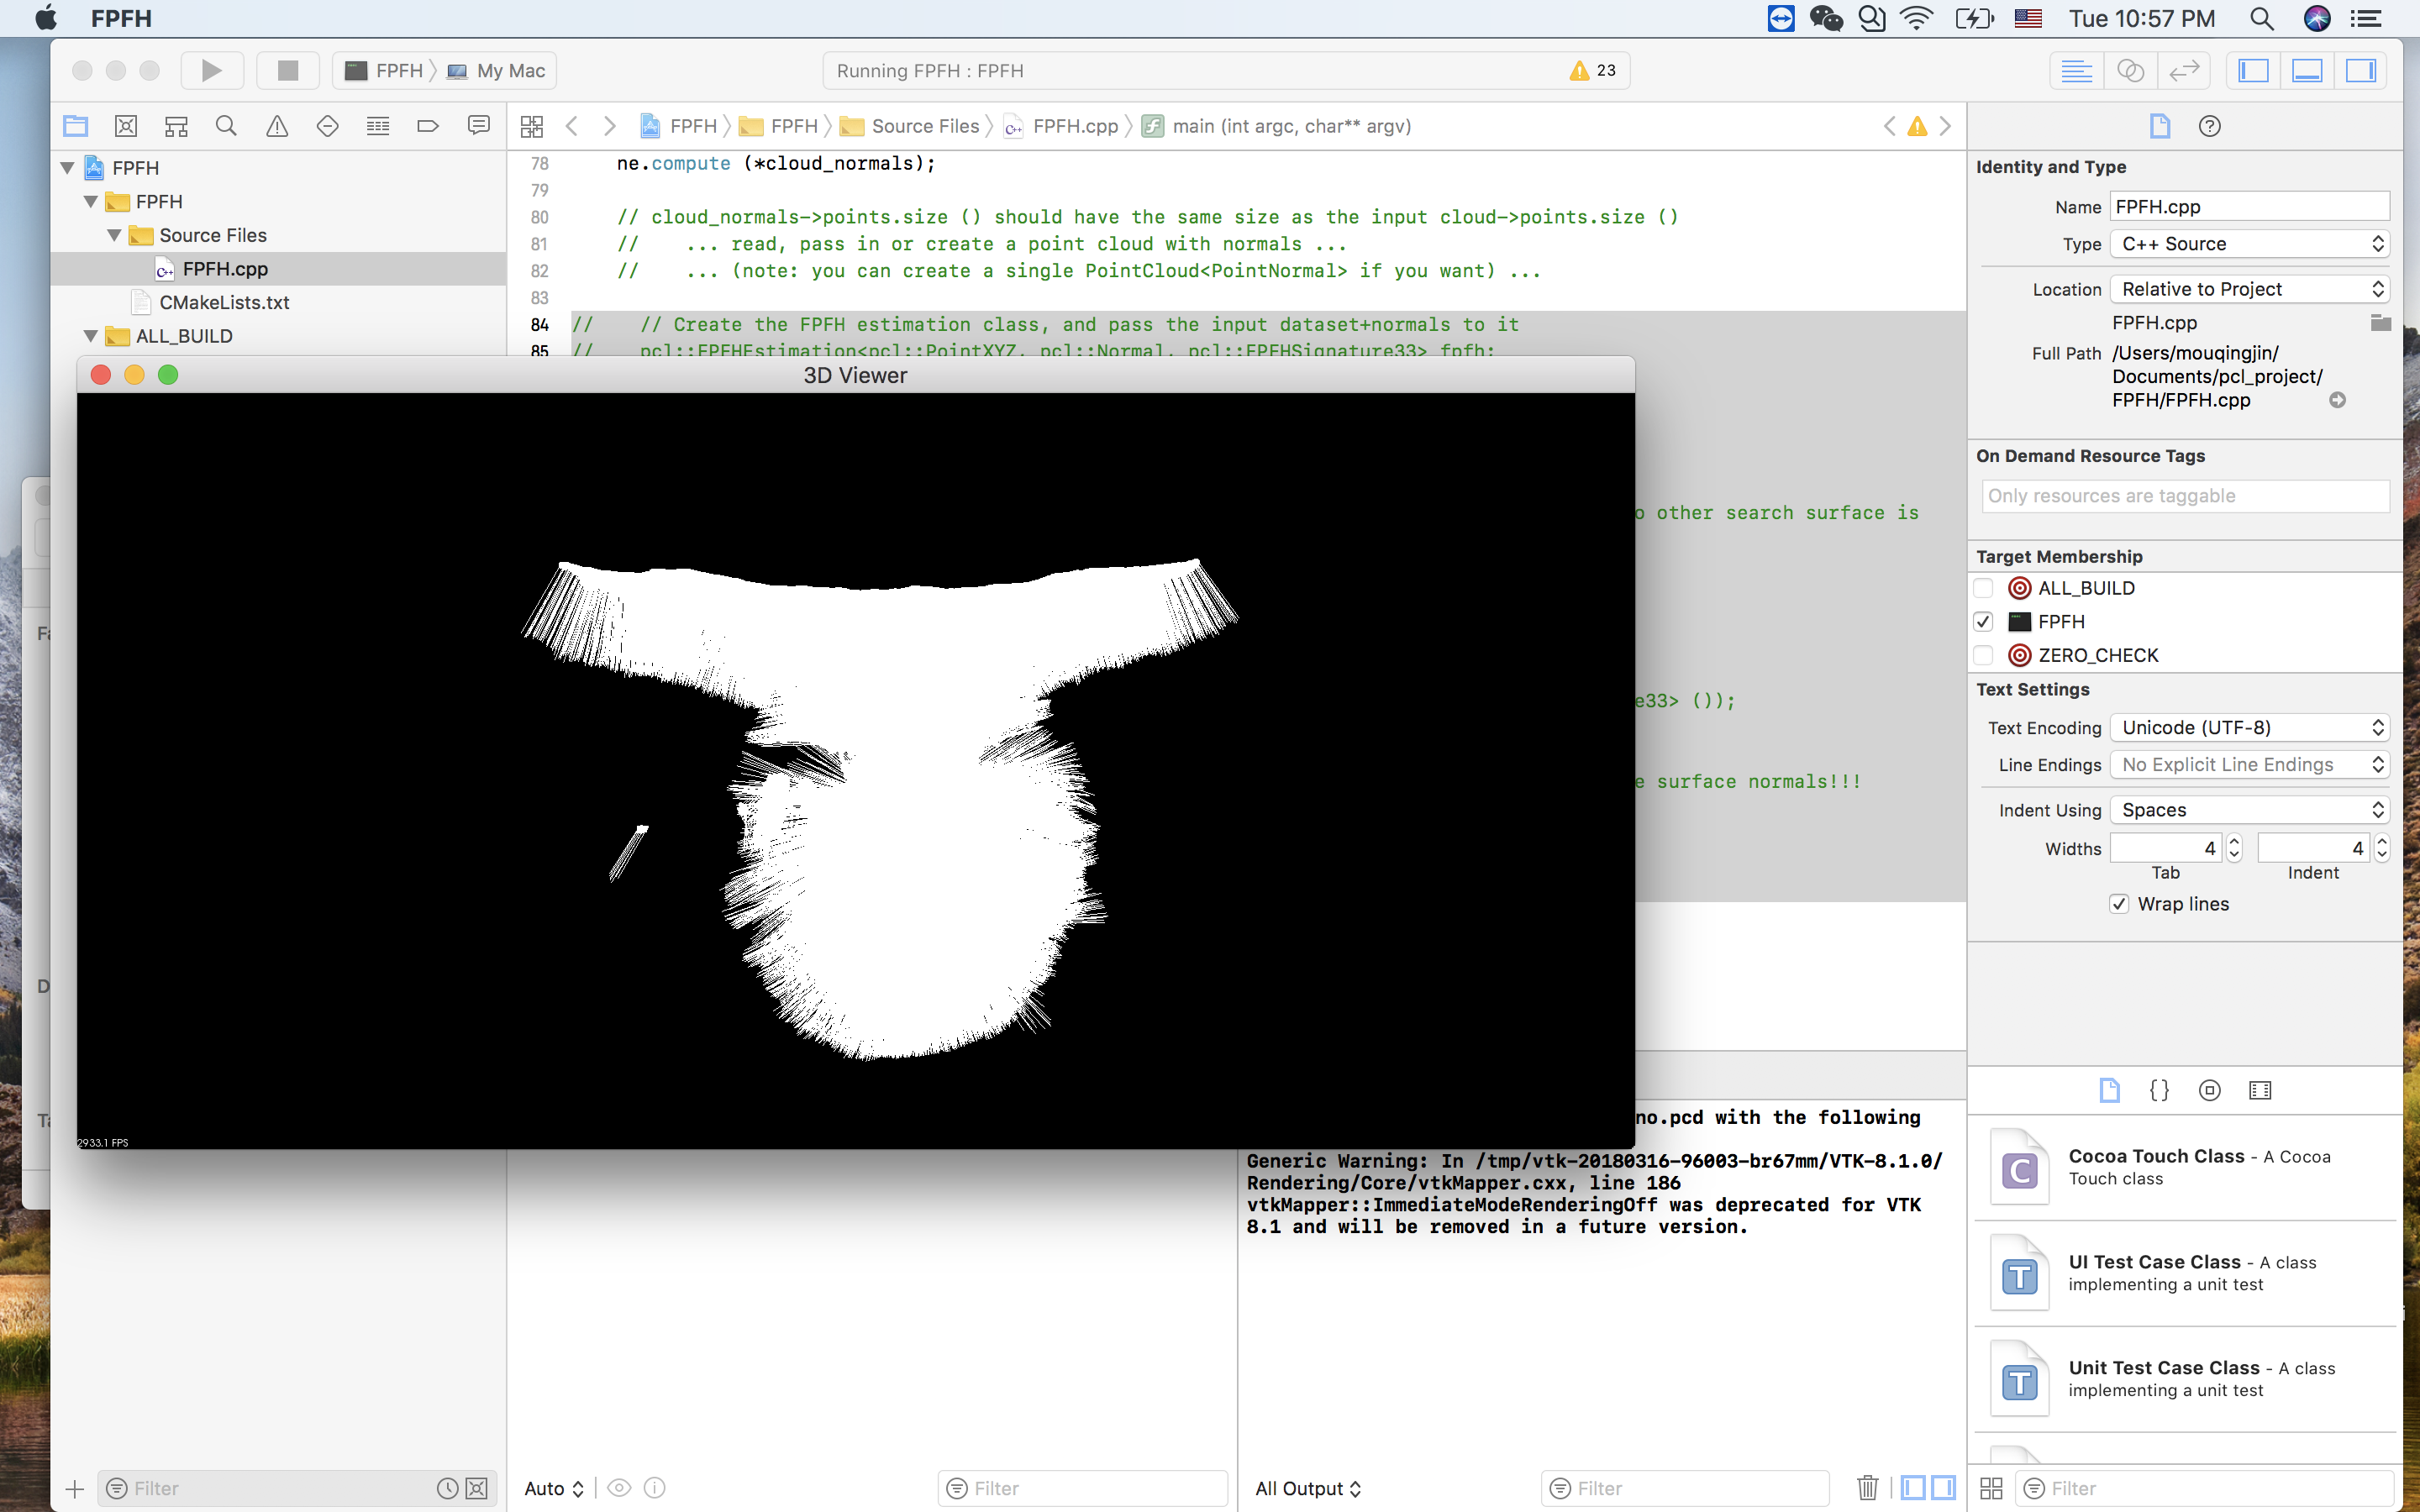 FPFH
Tue 10:57 PM
FPFH
My Mac
Running FPFH : FPFH
23
FPFH
FPFH
Source Files
FPFH.cpp
main (int argc, char** argv)
FPFH
FPFH
Source Files
FPFH.cpp
CMakeLists.txt
ALL_BUILD
78 ne.compute (*cloud_normals);
79
80 // cloud_normals->points.size () should have the same size as the input cloud->points.size ()
81 // ... read, pass in or create a point cloud with normals ...
82 // ... (note: you can create a single PointCloud<PointNormal> if you want) ...
83
84 // // Create the FPFH estimation class, and pass the input dataset+normals to it
85 // pcl::FPFHEstimation<pcl::PointXYZ, pcl::Normal, pcl::FPFHSignature33> fpfh;
3D Viewer
o other search surface is
e33> ());
e surface normals!!!
2933.1 FPS
no.pcd with the following
Generic Warning: In /tmp/vtk-20180316-96003-br67mm/VTK-8.1.0/
Rendering/Core/vtkMapper.cxx, line 186
vtkMapper::ImmediateModeRenderingOff was deprecated for VTK
8.1 and will be removed in a future version.
Filter
Auto
Filter
All Output
Filter
Identity and Type
Name FPFH.cpp
Type C++ Source
Location Relative to Project
FPFH.cpp
Full Path /Users/mouqingjin/
Documents/pcl_project/
FPFH/FPFH.cpp
On Demand Resource Tags
Only resources are taggable
Target Membership
ALL_BUILD
FPFH
ZERO_CHECK
Text Settings
Text Encoding Unicode (UTF-8)
Line Endings No Explicit Line Endings
Indent Using Spaces
Widths 4 4
Tab Indent
Wrap lines
{}
C
Cocoa Touch Class - A Cocoa
Touch class
T
UI Test Case Class - A class
implementing a unit test
T
Unit Test Case Class - A class
implementing a unit test
Filter